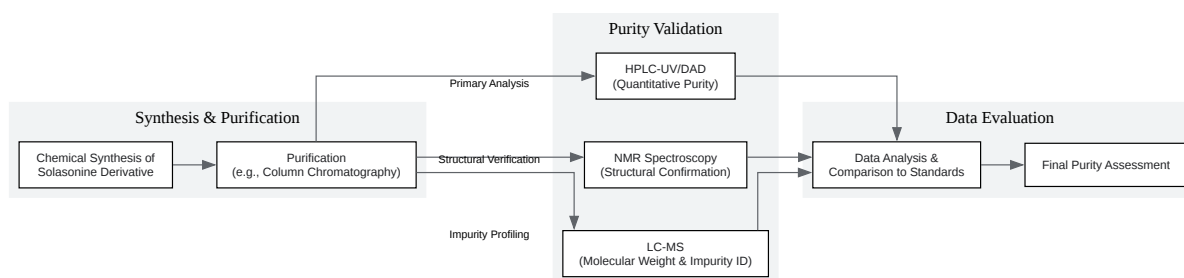 Purity Validation
HPLC-UV/DAD
(Quantitative Purity)
Primary Analysis
Synthesis & Purification
Data Evaluation
Chemical Synthesis of
Solasonine Derivative
Purification
(e.g., Column Chromatography)
Structural Verification
NMR Spectroscopy
(Structural Confirmation)
Data Analysis &
Comparison to Standards
Final Purity Assessment
Impurity Profiling
LC-MS
(Molecular Weight & Impurity ID)